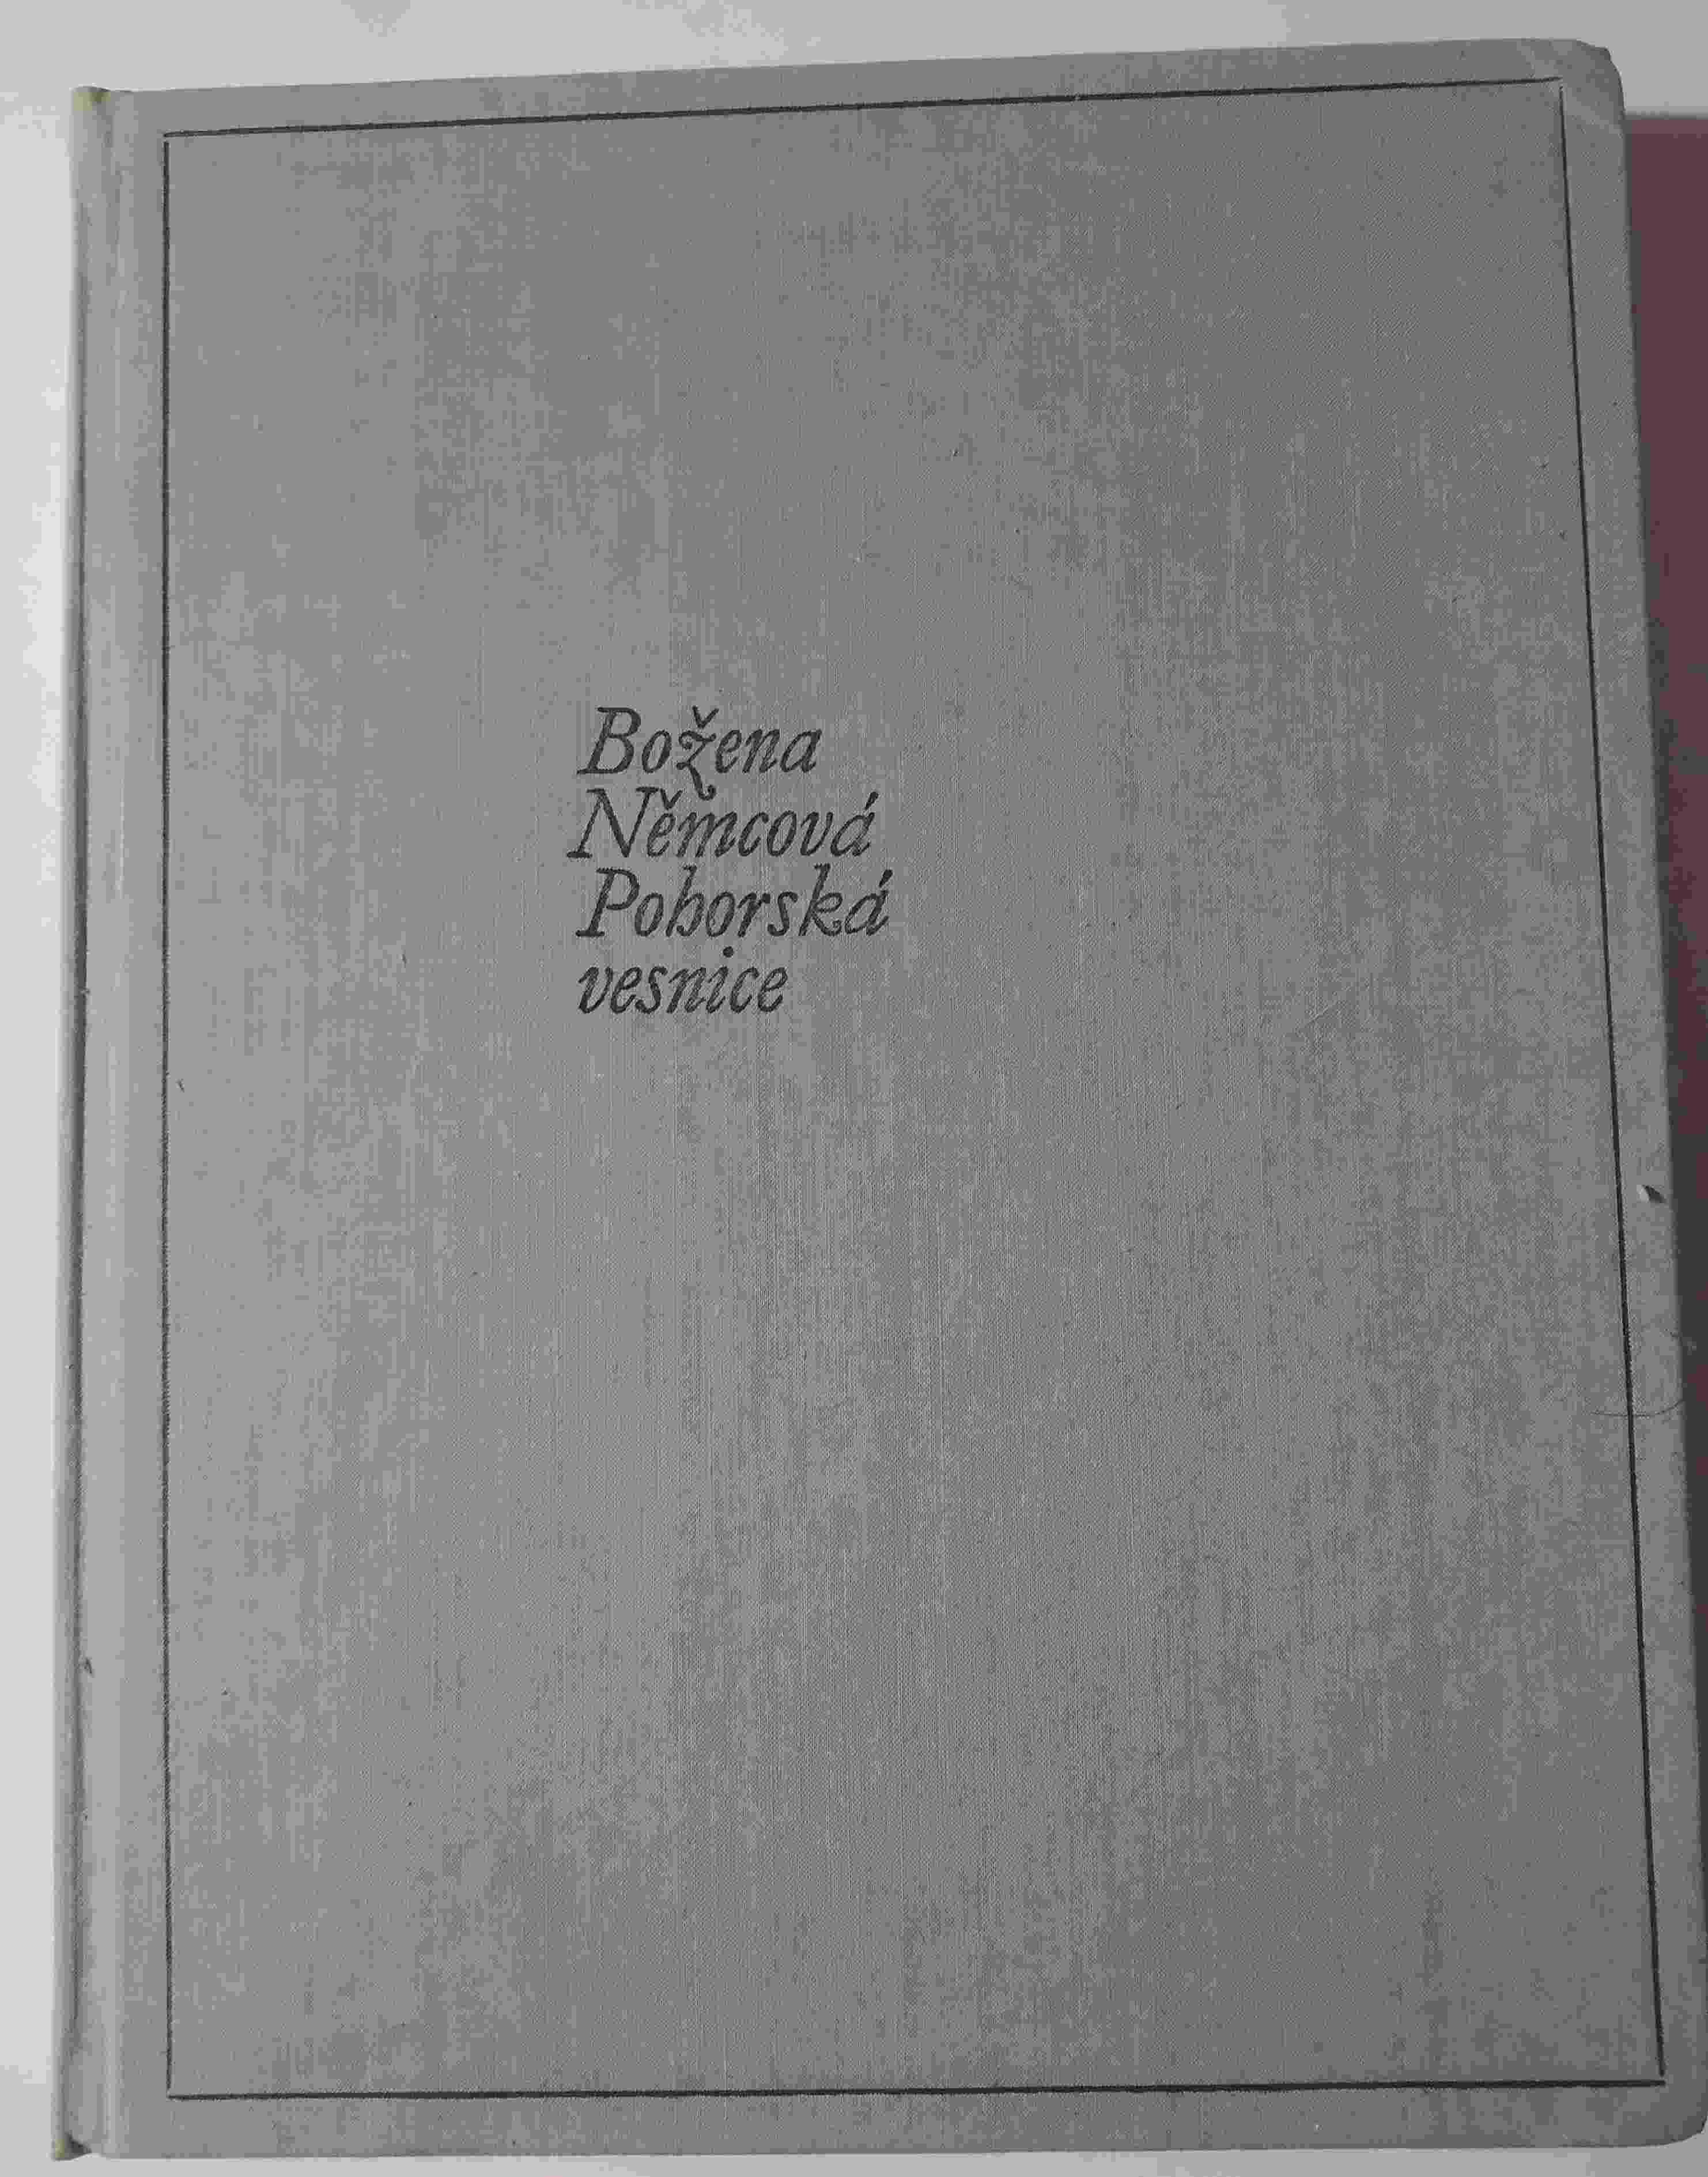 Božena
Němcová
Pohorská
vesnice